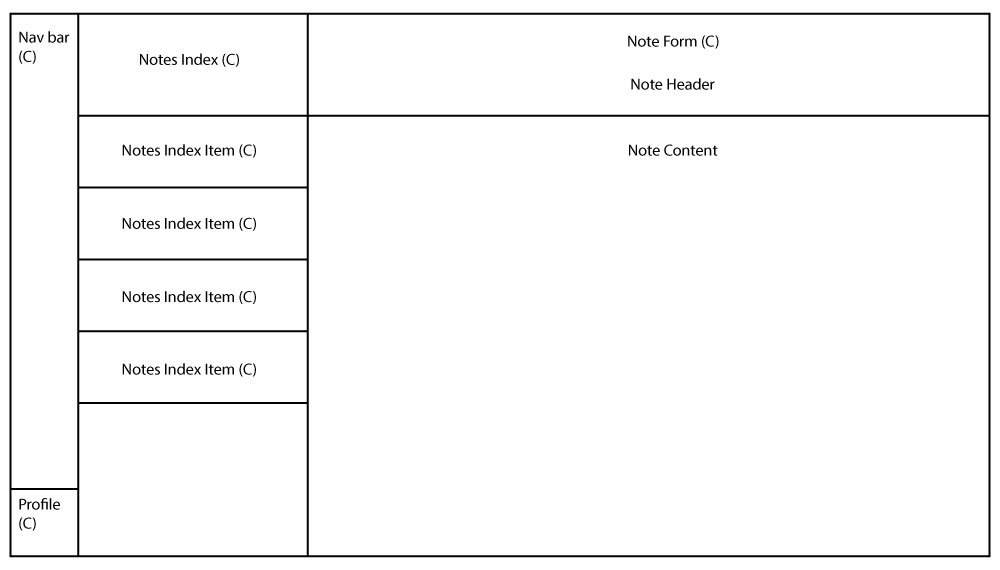 Nav bar
(C)
Notes Index (C)
Note Form (C)
Note Header
Notes Index Item (C)
Note Content
Notes Index Item (C)
Notes Index Item (C)
Notes Index Item (C)
Profile
(C)